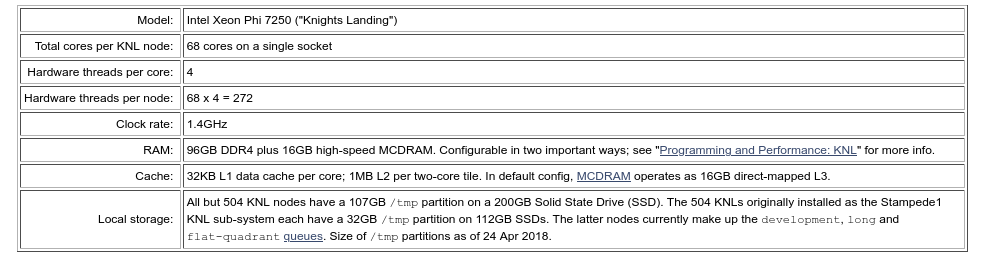 Model: Intel Xeon Phi 7250 ("Knights Landing")
Total cores per KNL node: 68 cores on a single socket
Hardware threads per core: 4
Hardware threads per node: 68 x 4 = 272
Clock rate: 1.4GHz
RAM: 96GB DDR4 plus 16GB high-speed MCDRAM. Configurable in two important ways; see "Programming and Performance: KNL" for more info.
Cache: 32KB L1 data cache per core; 1MB L2 per two-core tile. In default config, MCDRAM operates as 16GB direct-mapped L3.
Local storage: All but 504 KNL nodes have a 107GB /tmp partition on a 200GB Solid State Drive (SSD). The 504 KNLs originally installed as the Stampede1
KNL sub-system each have a 32GB /tmp partition on 112GB SSDs. The latter nodes currently make up the development, long and
flat-quadrant queues. Size of /tmp partitions as of 24 Apr 2018.